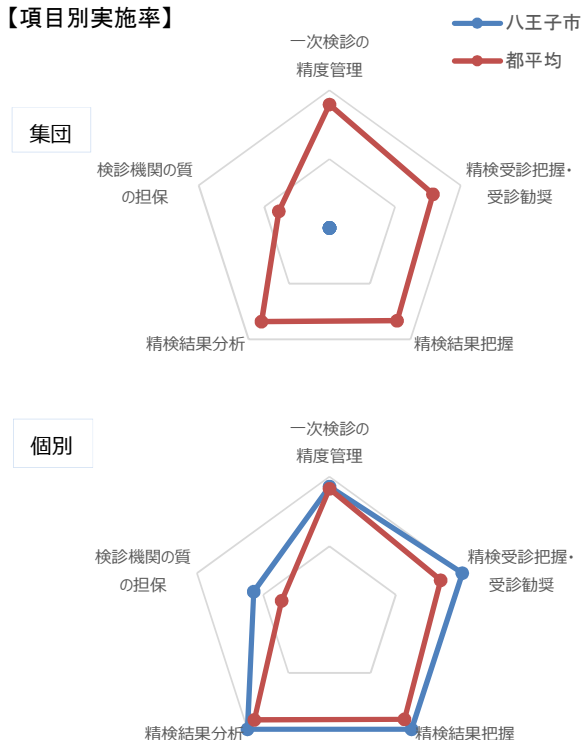 【項目別実施率】
八王子市
都平均
集団
一次検診の
精度管理
精検受診把握・
受診勧奨
精検結果把握
精検結果分析
検診機関の質
の担保
個別
一次検診の
精度管理
精検受診把握・
受診勧奨
精検結果把握
精検結果分析
検診機関の質
の担保